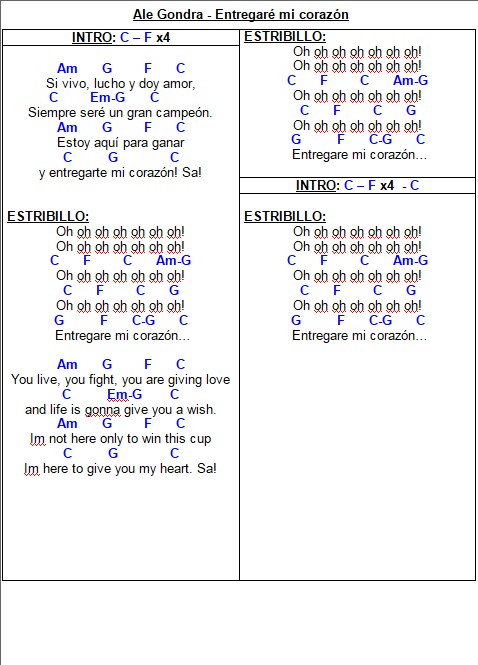 Ale Gondra - Entregaré mi corazón
INTRO: C – F x4
Am G F C
Si vivo, lucho y doy amor,
C Em-G C
Siempre seré un gran campeón.
Am G F C
Estoy aquí para ganar
C G C
y entregarte mi corazón! Sa!
ESTRIBILLO:
Oh oh oh oh oh oh oh!
Oh oh oh oh oh oh oh!
C F C Am-G
Oh oh oh oh oh oh oh!
C F C G
Oh oh oh oh oh oh oh!
G F C-G C
Entregare mi corazón...
Am G F C
You live, you fight, you are giving love
C Em-G C
and life is gonna give you a wish.
Am G F C
Im not here only to win this cup
C G C
Im here to give you my heart. Sa!
ESTRIBILLO:
Oh oh oh oh oh oh oh!
Oh oh oh oh oh oh oh!
C F C Am-G
Oh oh oh oh oh oh oh!
C F C G
Oh oh oh oh oh oh oh!
G F C-G C
Entregare mi corazón...
INTRO: C – F x4 - C
ESTRIBILLO:
Oh oh oh oh oh oh oh!
Oh oh oh oh oh oh oh!
C F C Am-G
Oh oh oh oh oh oh oh!
C F C G
Oh oh oh oh oh oh oh!
G F C-G C
Entregare mi corazón...